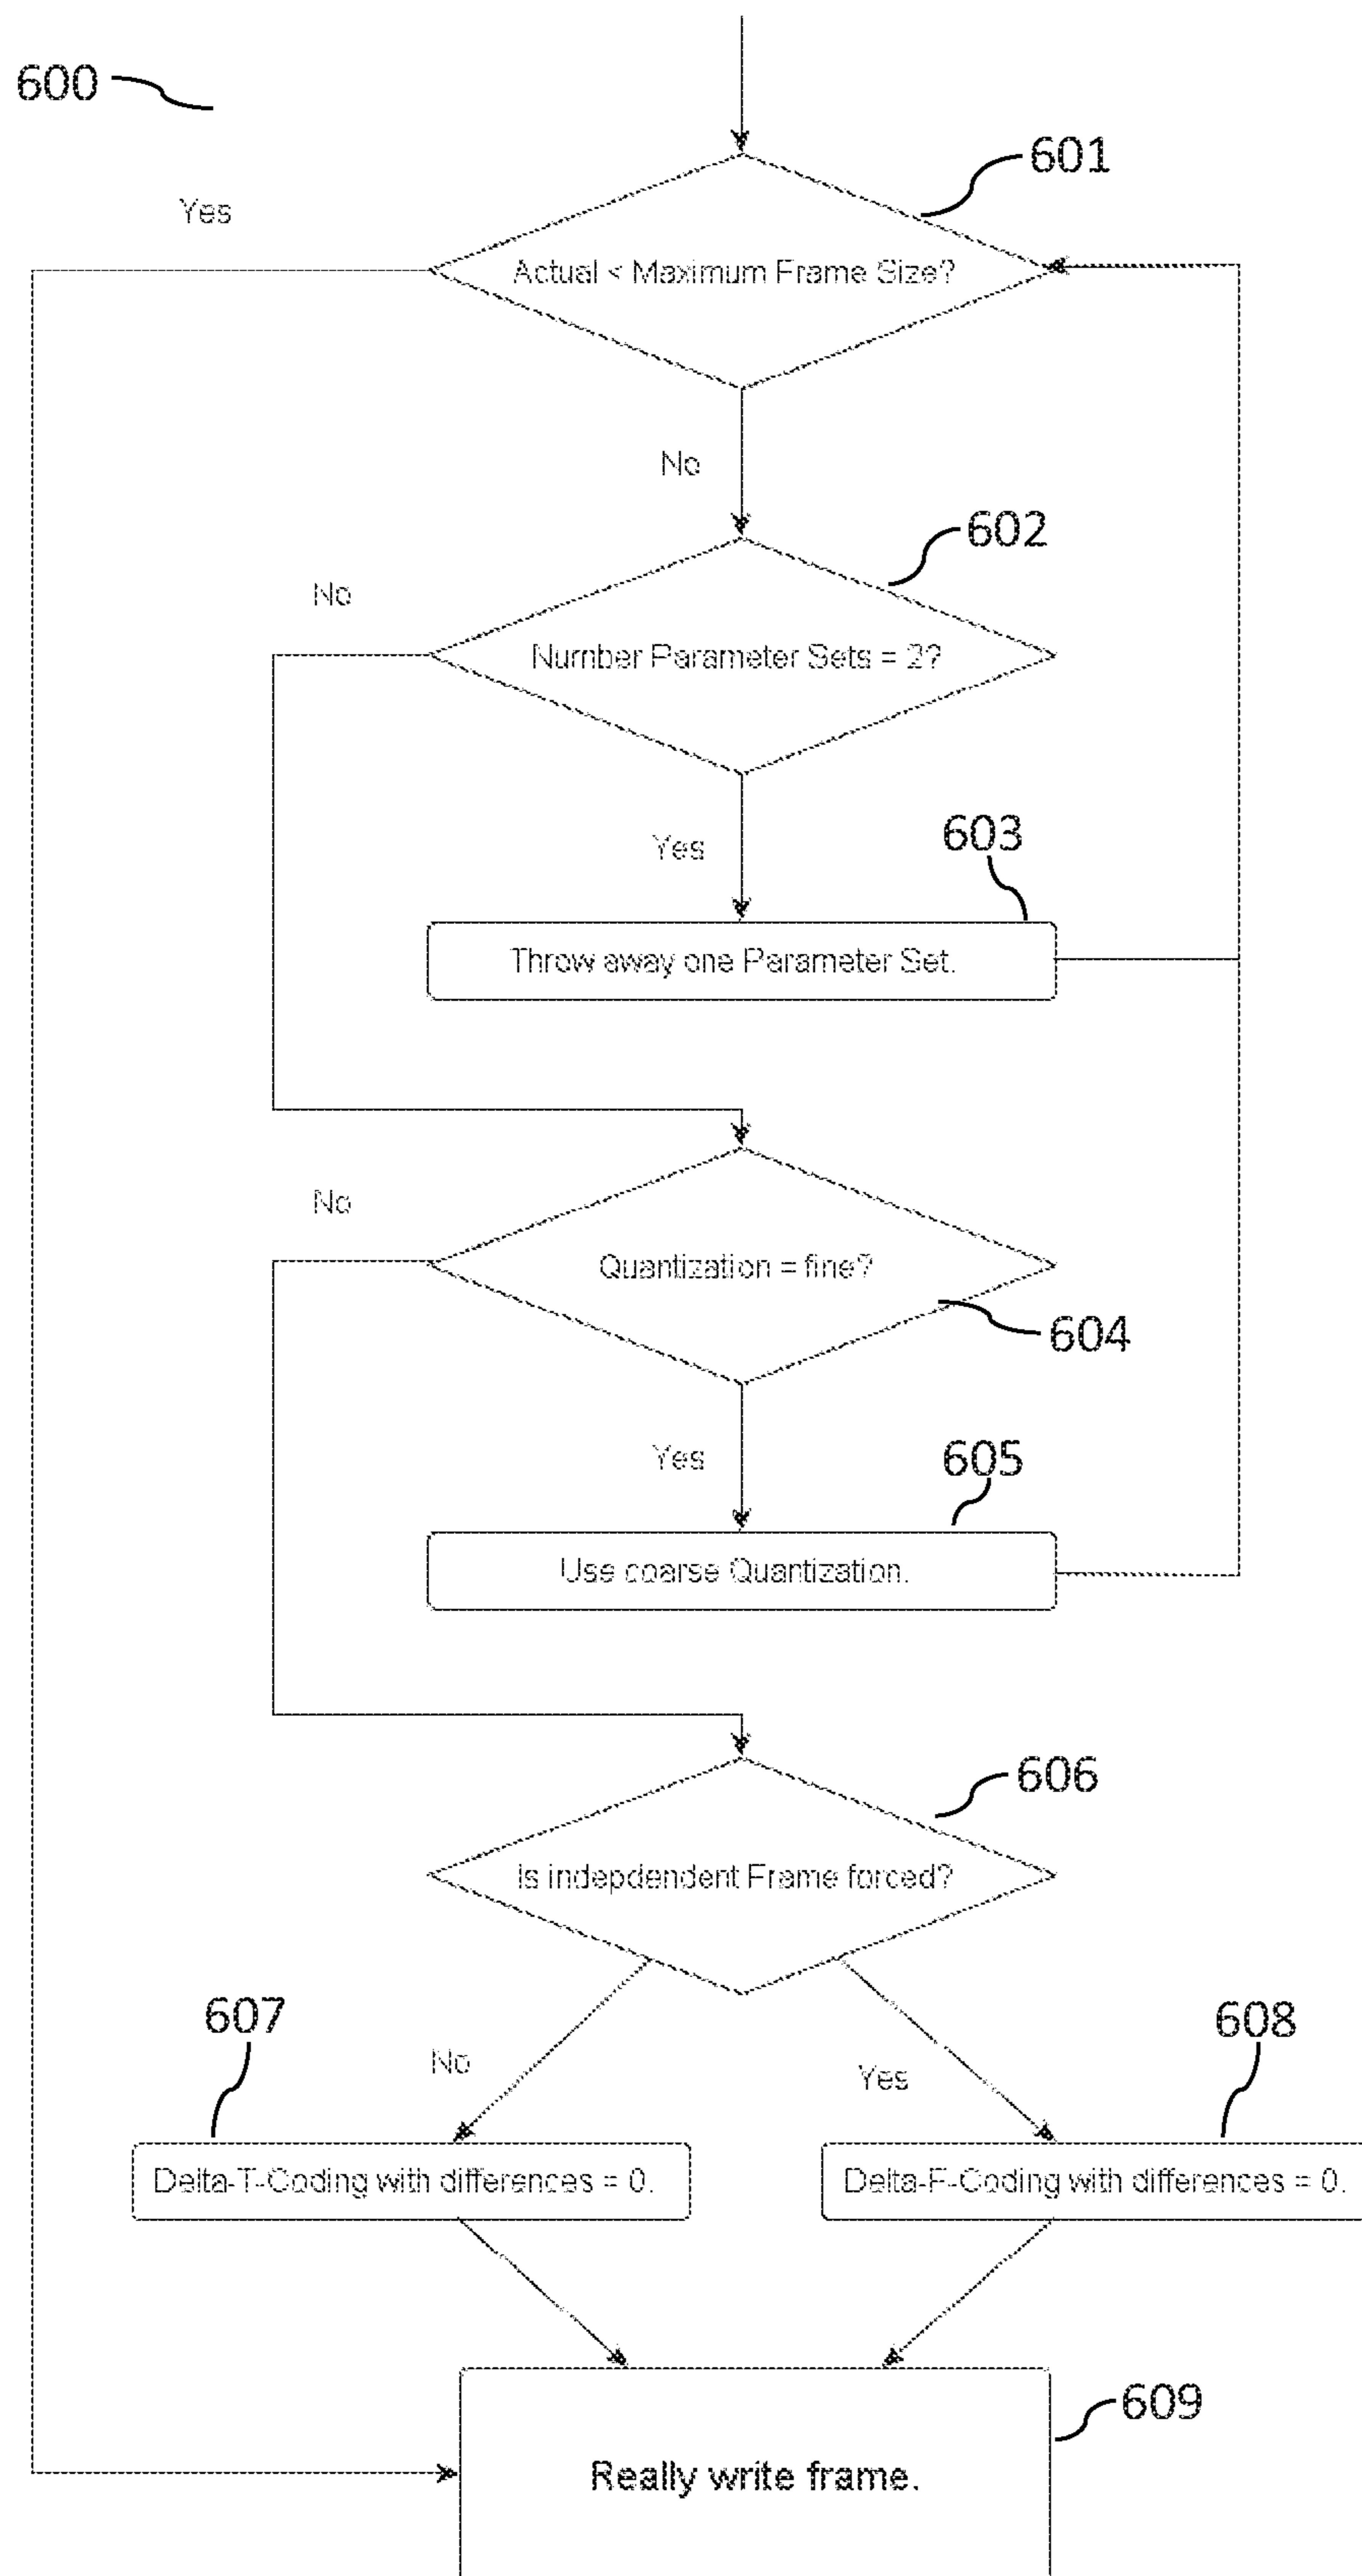 600
601
Yes
Actual < Maximum Frame Size?
No
602
No
Number Parameter Sets = 2?
603
Yes
Throw away one Parameter Set.
No
Quantization = fine?
604
Yes
605
Use coarse Quantization.
606
Is indepdendent Frame forced?
607
608
No
Yes
Delta-T-Coding with differences = 0.
Delta-F-Coding with differences = 0.
609
Really write frame.